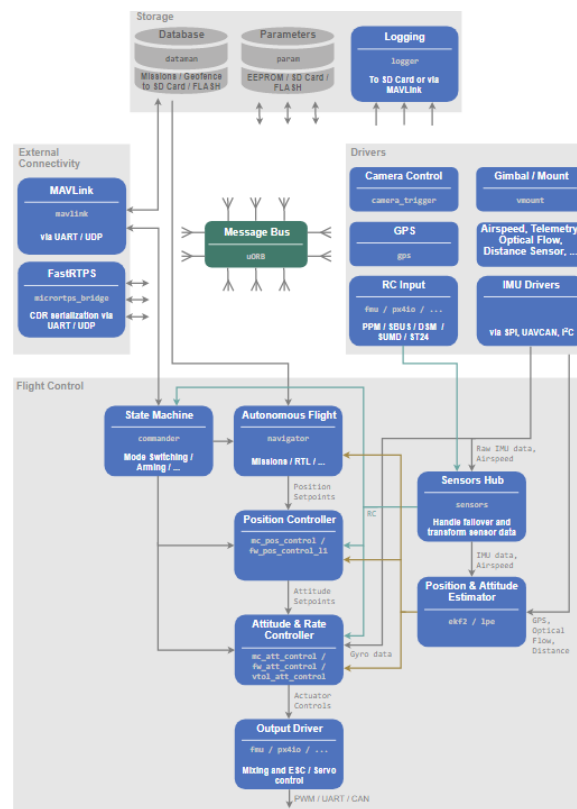 Storage
Database
dataman
Missions / Geofence
to SD Card / FLASH
Parameters
param
EEPROM / SD Card /
FLASH
Logging
logger
To SD Card or via
MAVLink
External
Connectivity
MAVLink
mavlink
via UART / UDP
FastRTPS
micrortps_bridge
CDR serialization via
UART / UDP
Message Bus
uORB
Drivers
Camera Control
camera_trigger
Gimbal / Mount
vmount
GPS
gps
Airspeed, Telemetry,
Optical Flow,
Distance Sensor, ...
RC Input
fmu / px4io / ...
PPM / SBUS / DSM /
SUMD / ST24
IMU Drivers
via SPI, UAVCAN, I²C
Flight Control
State Machine
commander
Mode Switching /
Arming / ...
Autonomous Flight
navigator
Missions / RTL / ...
Raw IMU data,
Airspeed
Sensors Hub
sensors
Handle failover and
transform sensor data
Position
Setpoints
RC
Position Controller
mc_pos_control /
fw_pos_control_l1
IMU data,
Airspeed
Position & Attitude
Estimator
ekf2 / lpe
Attitude
Setpoints
Attitude & Rate
Controller
mc_att_control /
fw_att_control /
vtol_att_control
Gyro data
GPS,
Optical
Flow,
Distance
Actuator
Controls
Output Driver
fmu / px4io / ...
Mixing and ESC / Servo
control
PWM / UART / CAN